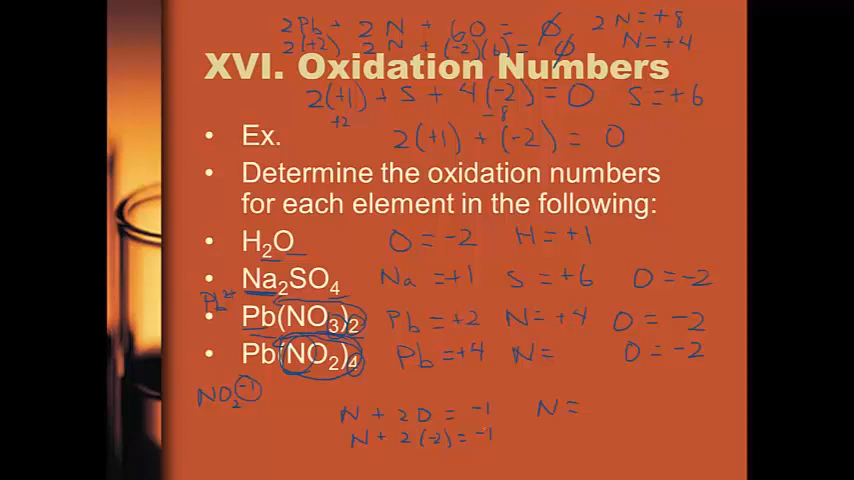 2Pb + 2N + 6O = ∅ 2N = +8
2(+2) 2N + (-2)(6) = ∅ N = +4
XVI. Oxidation Numbers
2(+1) + S + 4(-2) = 0 S = +6
+2 -8
• Ex. 2(+1) + (-2) = 0
• Determine the oxidation numbers
for each element in the following:
• H₂O O = -2 H = +1
• Na₂SO₄ Na = +1 S = +6 O = -2
Pb²⁺
• Pb(NO₃)₂ Pb = +2 N = +4 O = -2
• Pb(NO₂)₄ Pb = +4 N = O = -2
NO₂⁻¹
N + 2O = -1 N =
N + 2(-2) = -1